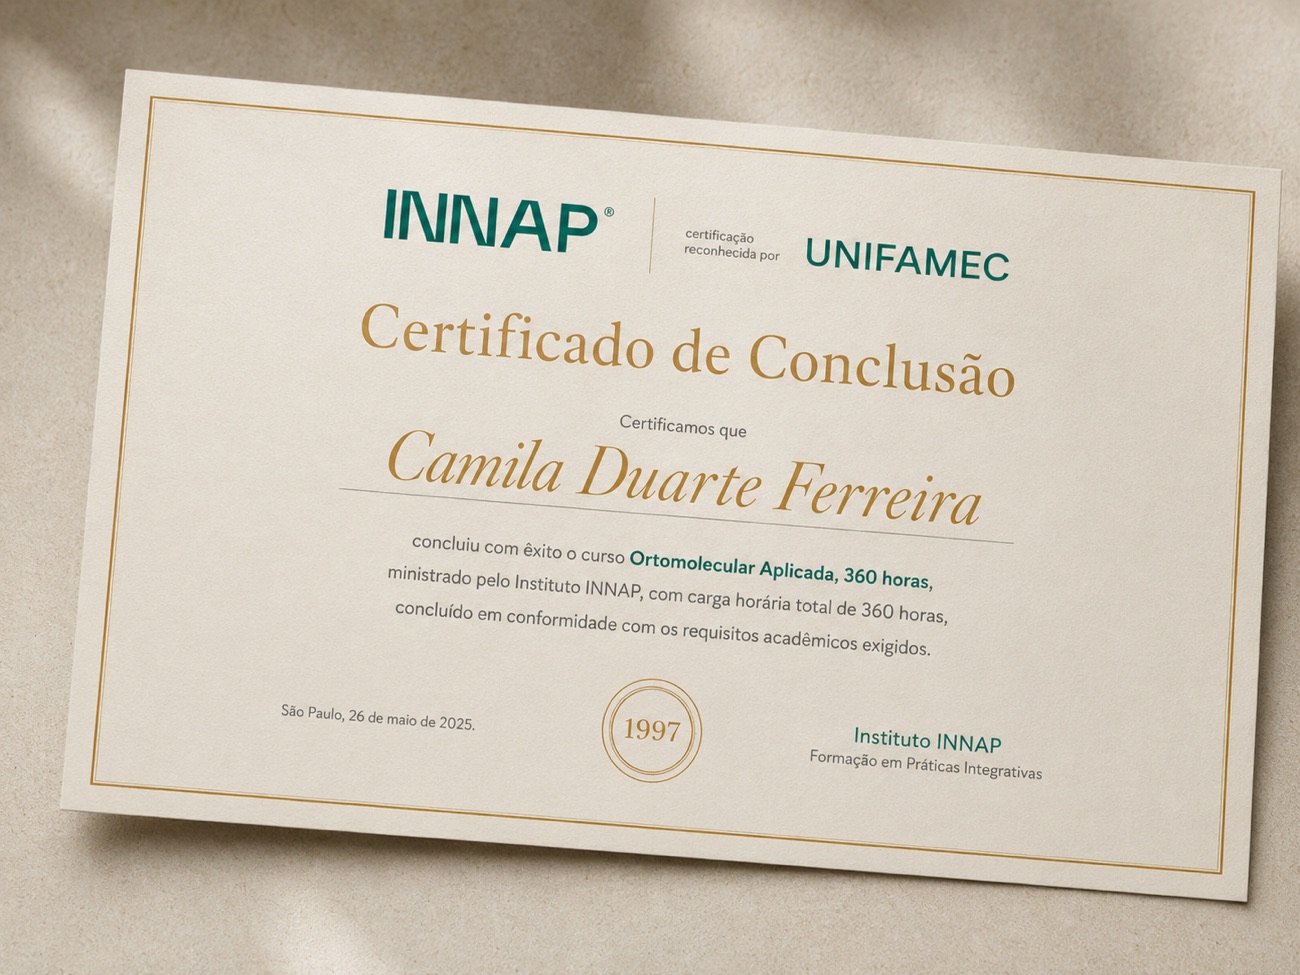 INNAP®
certificação
reconhecida por
UNIFAMEC
Certificado de Conclusão
Certificamos que
Camila Duarte Ferreira
concluiu com êxito o curso Ortomolecular Aplicada, 360 horas,
ministrado pelo Instituto INNAP, com carga horária total de 360 horas,
concluído em conformidade com os requisitos acadêmicos exigidos.
São Paulo, 26 de maio de 2025.
1997
Instituto INNAP
Formação em Práticas Integrativas